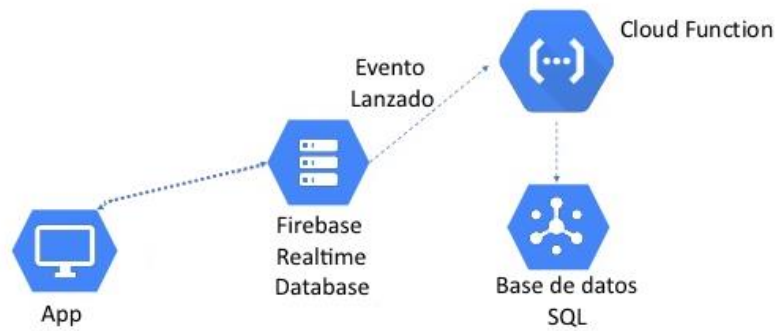 Cloud Function
Evento
Lanzado
Firebase
Realtime
Database
App
Base de datos
SQL